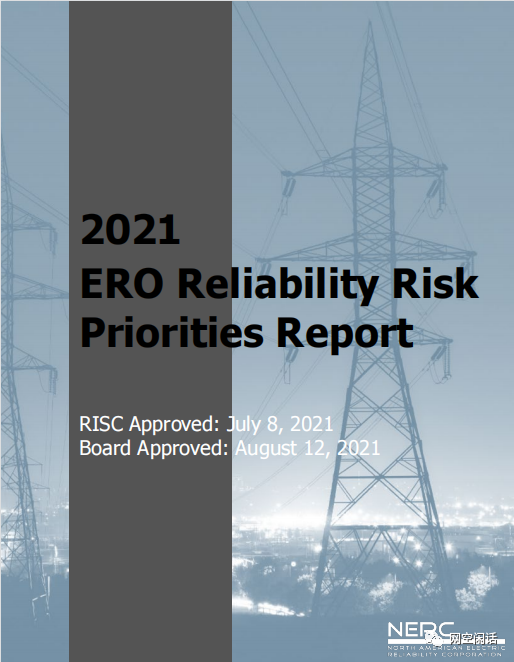 2021
ERO Reliability Risk
Priorities Report
RISC Approved: July 8, 2021
Board Approved: August 12, 2021
NERC
网空闲话
NORTH AMERICAN ELECTRIC
RELIABILITY CORPORATION